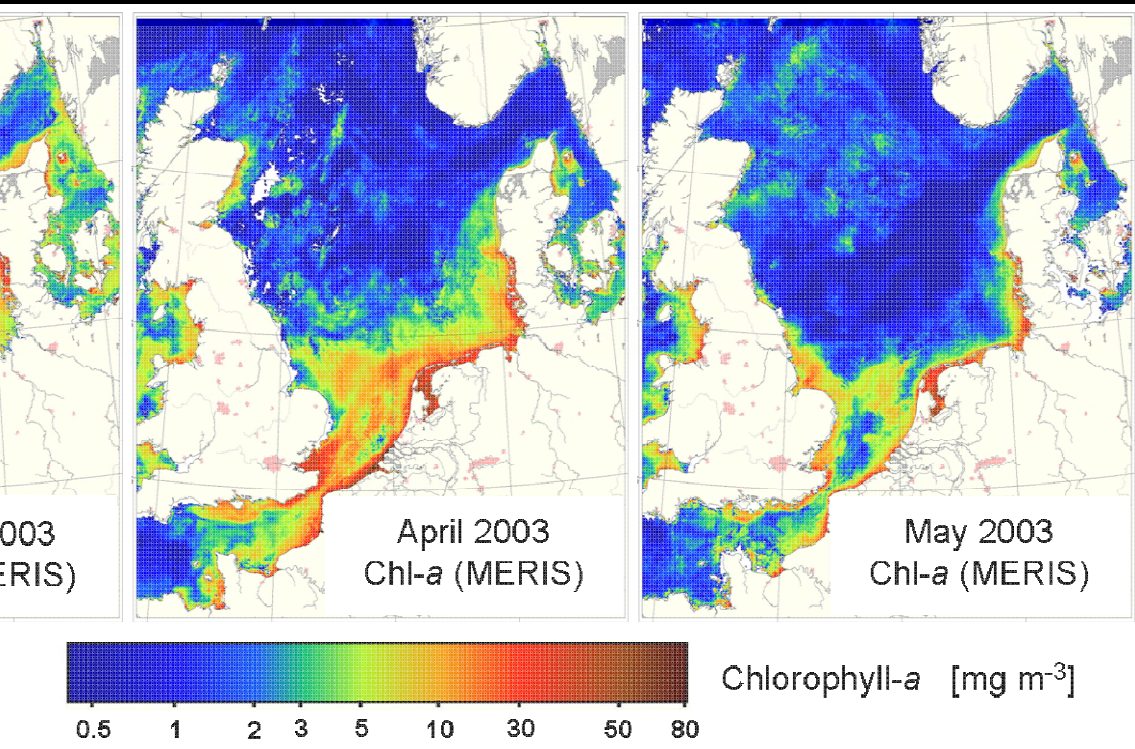 003
ERIS)
April 2003
Chl-a (MERIS)
May 2003
Chl-a (MERIS)
Chlorophyll-a [mg m-3]
0.5 1 2 3 5 10 30 50 80